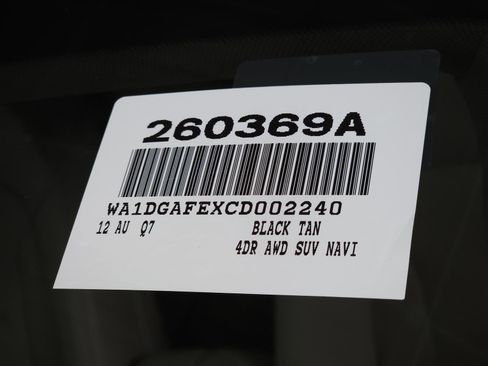 260369A
WA1DGAFEXCD002240
12 AU Q7 BLACK TAN
4DR AWD SUV NAVI